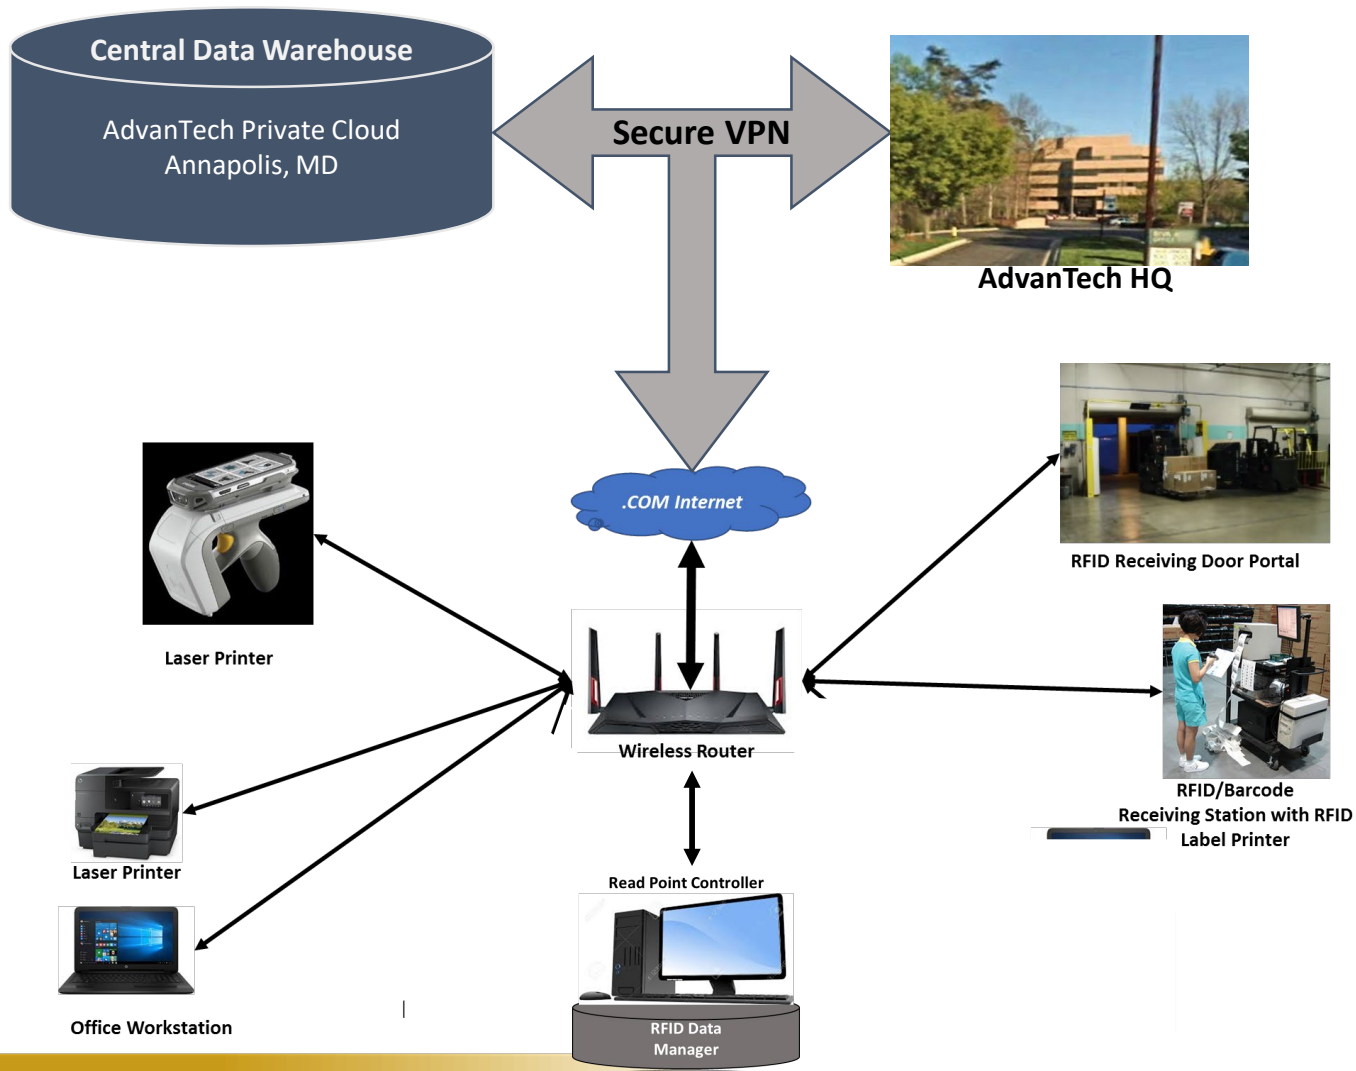 Central Data Warehouse
AdvanTech Private Cloud
Annapolis, MD
Secure VPN
AdvanTech HQ
.COM Internet
RFID Receiving Door Portal
Laser Printer
Wireless Router
RFID/Barcode
Receiving Station with RFID
Label Printer
Laser Printer
Read Point Controller
Office Workstation
RFID Data
Manager